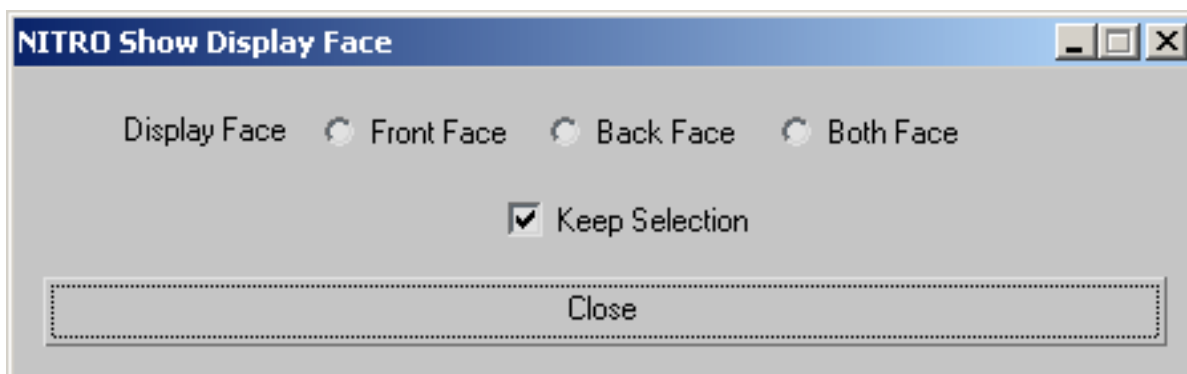 NITRO Show Display Face
Display Face Front Face Back Face Both Face
Keep Selection
Close